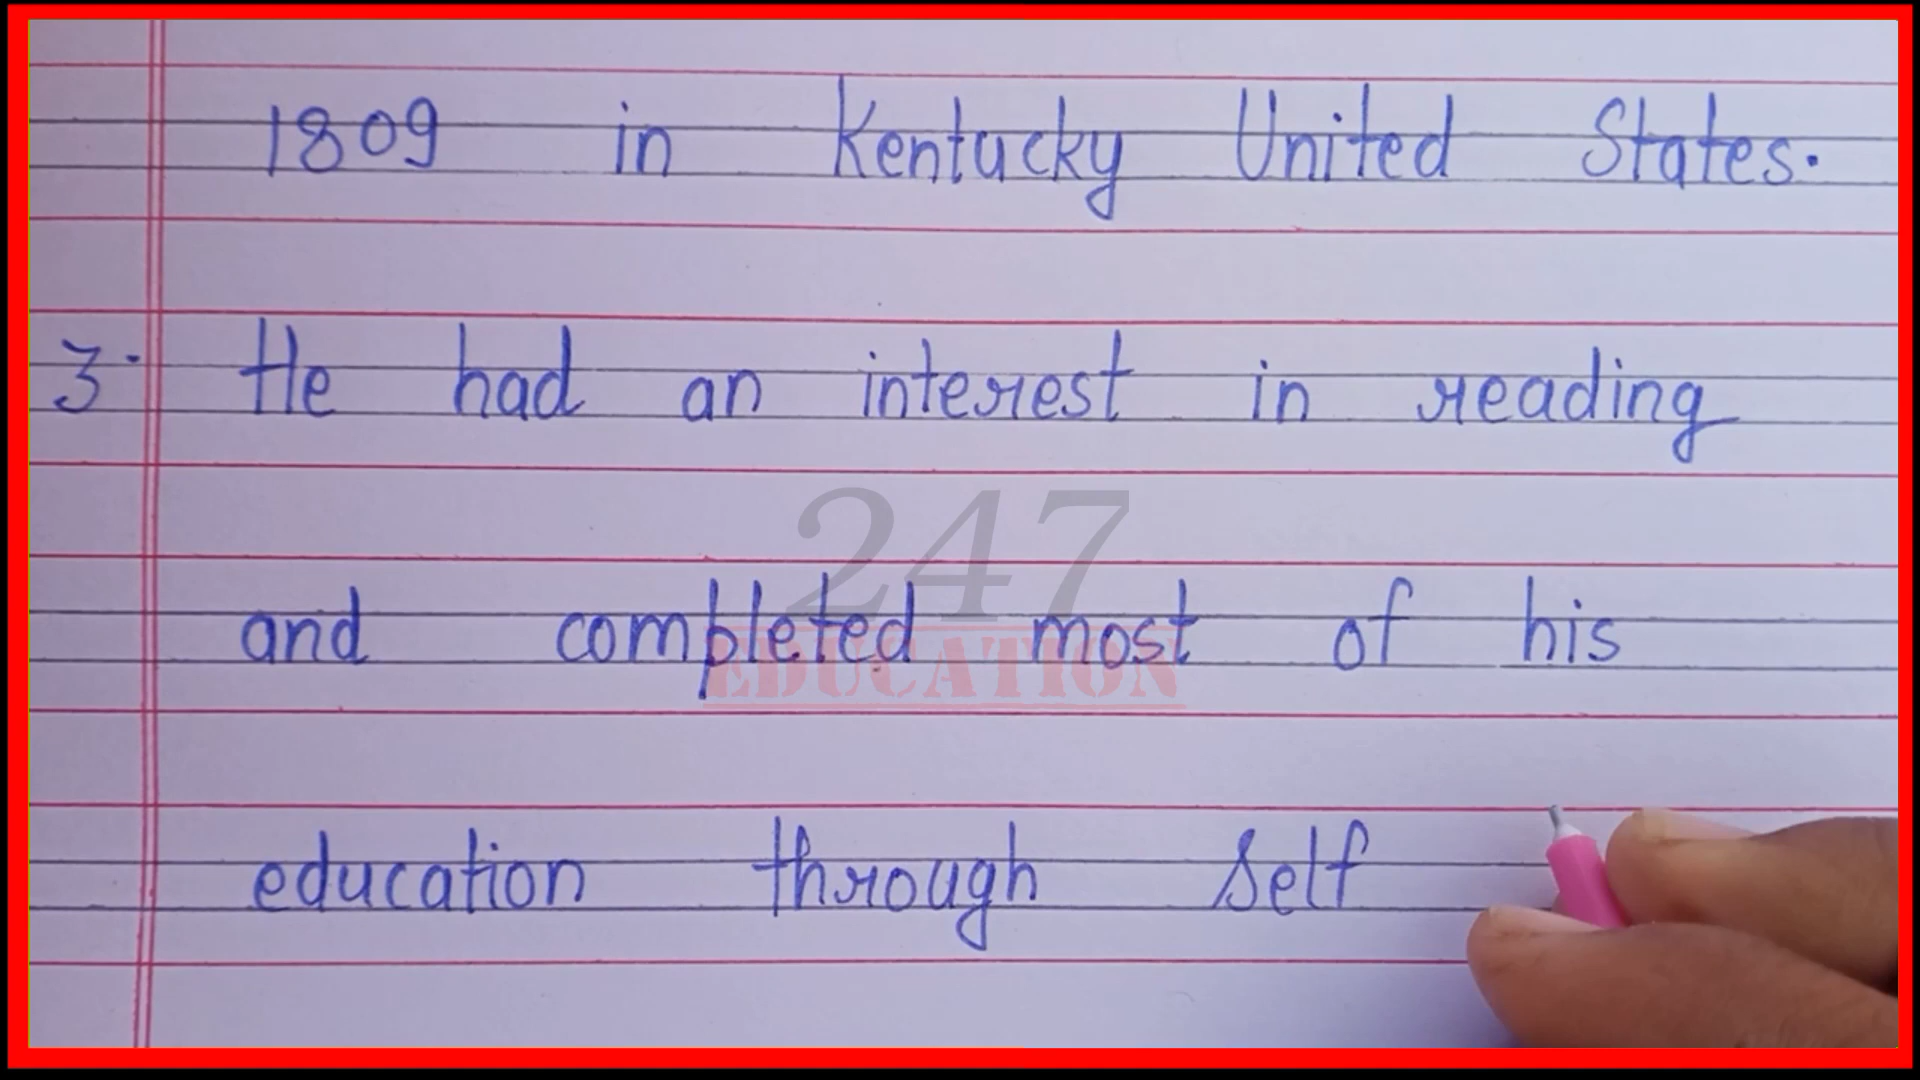 1809 in Kentucky United States.
3. He had an interest in reading
247
and completed most of his
EDUCATION
education through Self